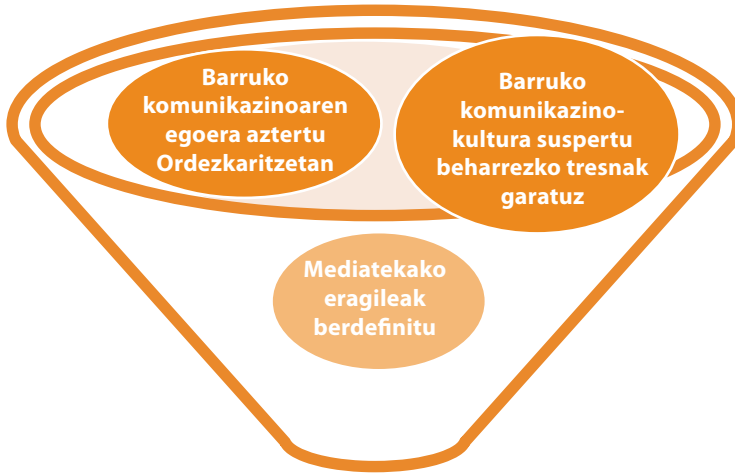 Barruko
komunikazinoaren
egoera aztertu
Ordezkaritzetan
Barruko
komunikazino-
kultura suspertu
beharrezko tresnak
garatuz
Mediatekako
eragileak
berdefinitu